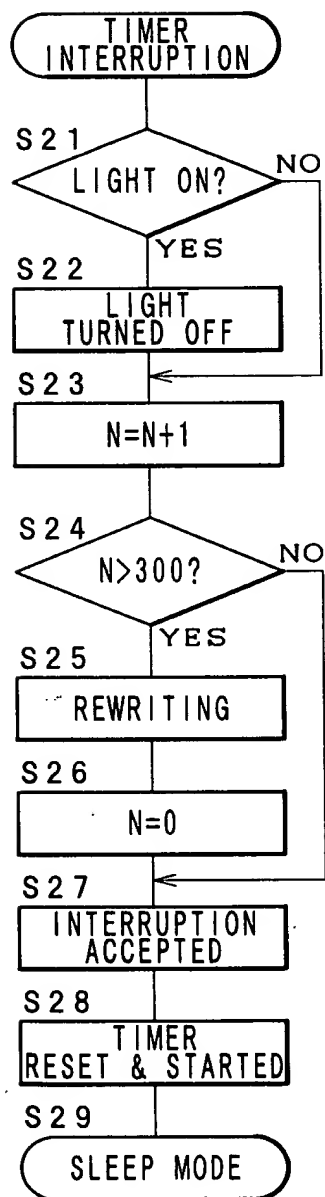 TIMER
INTERRUPTION
S21
LIGHT ON?
NO
YES
S22
LIGHT
TURNED OFF
S23
N=N+1
S24
N>300?
NO
YES
S25
REWRITING
S26
N=0
S27
INTERRUPTION
ACCEPTED
S28
TIMER
RESET & STARTED
S29
SLEEP MODE